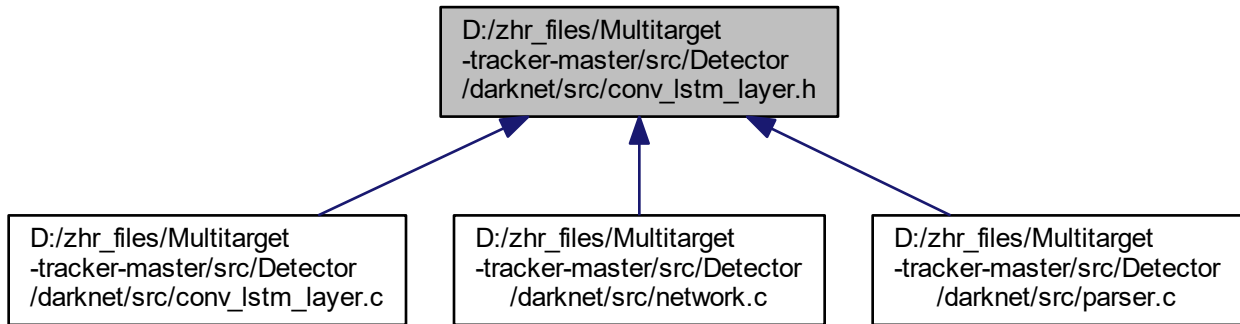 D:/zhr_files/Multitarget
-tracker-master/src/Detector
/darknet/src/conv_lstm_layer.h
D:/zhr_files/Multitarget
-tracker-master/src/Detector
/darknet/src/conv_lstm_layer.c
D:/zhr_files/Multitarget
-tracker-master/src/Detector
/darknet/src/network.c
D:/zhr_files/Multitarget
-tracker-master/src/Detector
/darknet/src/parser.c